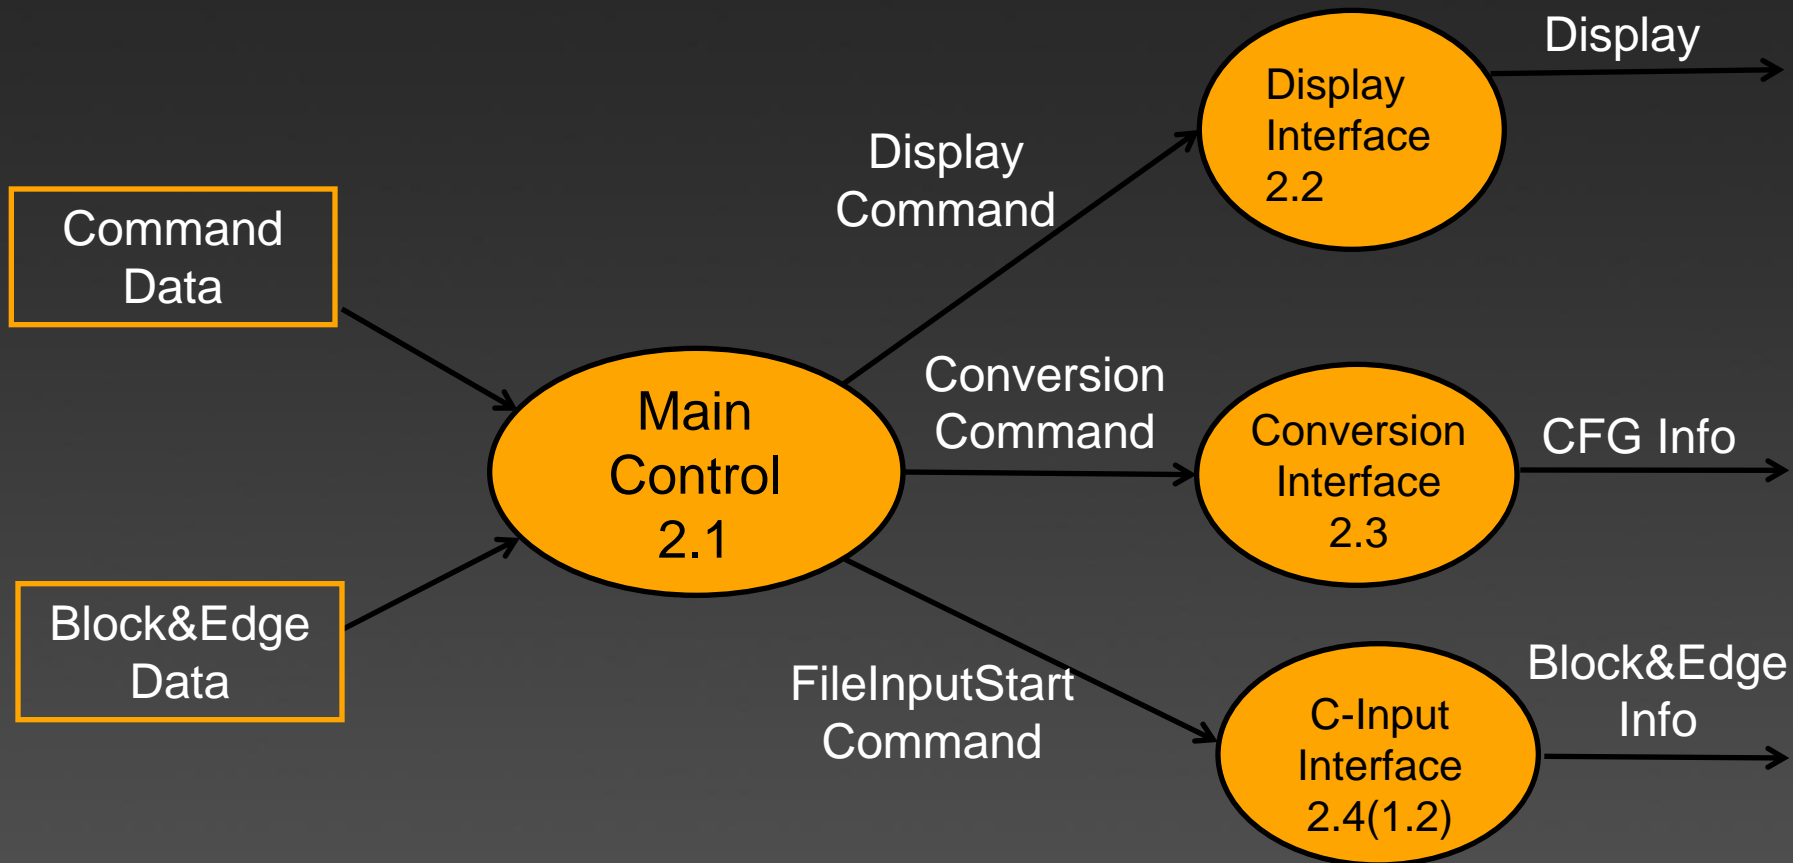 Command
Data
Block&Edge
Data
Main
Control
2.1
Display
Command
Conversion
Command
FileInputStart
Command
Display
Interface
2.2
Conversion
Interface
2.3
C-Input
Interface
2.4(1.2)
Display
CFG Info
Block&Edge
Info